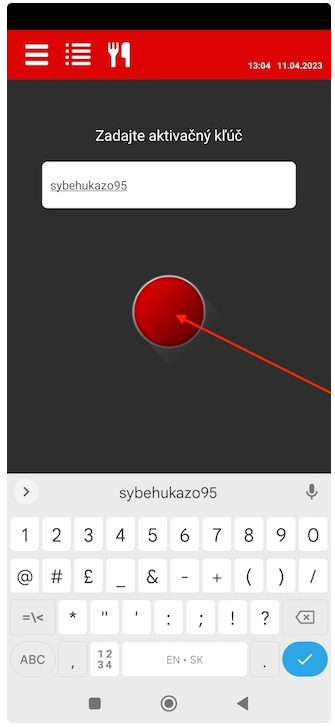 13:04 11.04.2023
Zadajte aktivačný kľúč
sybehukazo95
sybehukazo95
1 2 3 4 5 6 7 8 9 0
@ # £ _ & - + ( ) /
=\< * " ' : ; ! ?
ABC , 12 34 EN • SK .